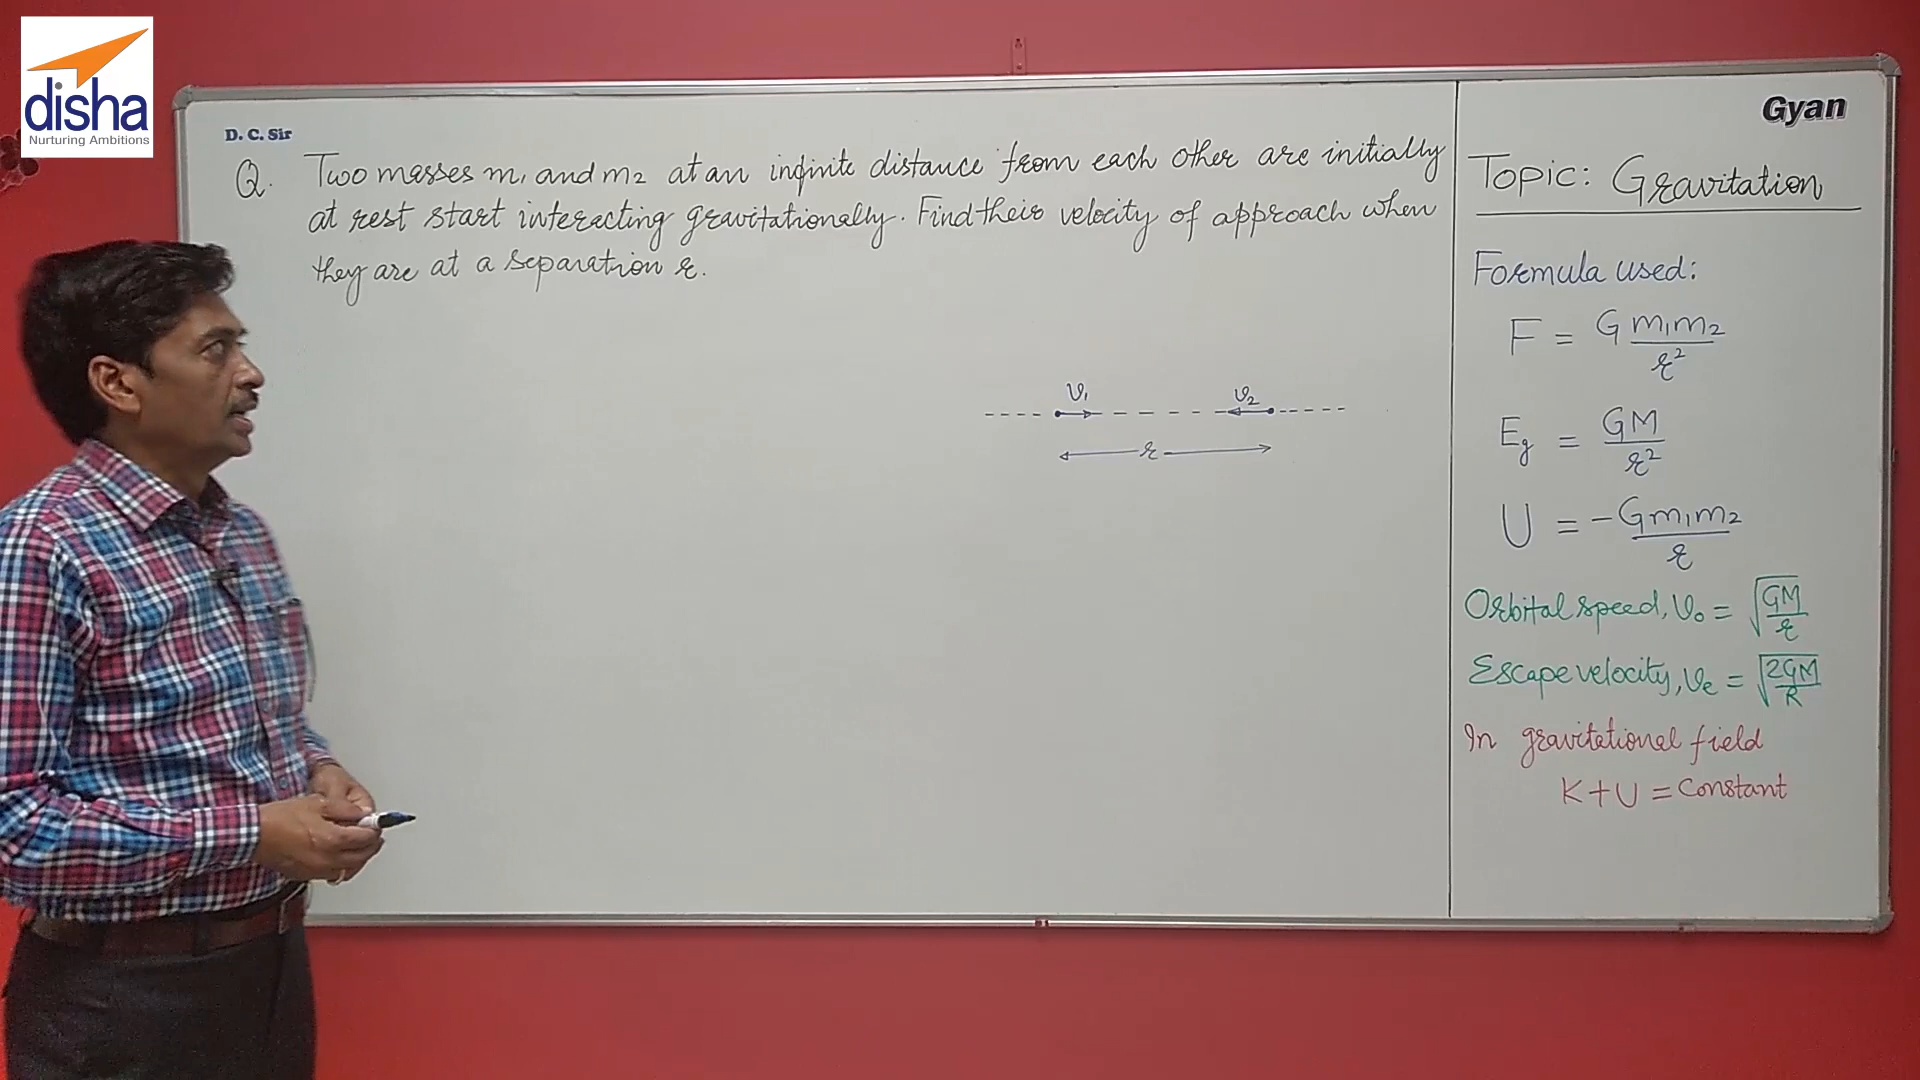 disha
Nurturing Ambitions
D. C. Sir
Gyan
Q. Two masses m₁ and m₂ at an infinite distance from each other are initially
at rest start interacting gravitationally. Find their velocity of approach when
they are at a separation r.
v₁ v₂
r
Topic: Gravitation
Formula used:
F = G m₁m₂ / r²
Eg = GM / r²
U = - Gm₁m₂ / r
Orbital speed, v₀ = √(GM / r)
Escape velocity, ve = √(2GM / R)
In gravitational field
K + U = Constant